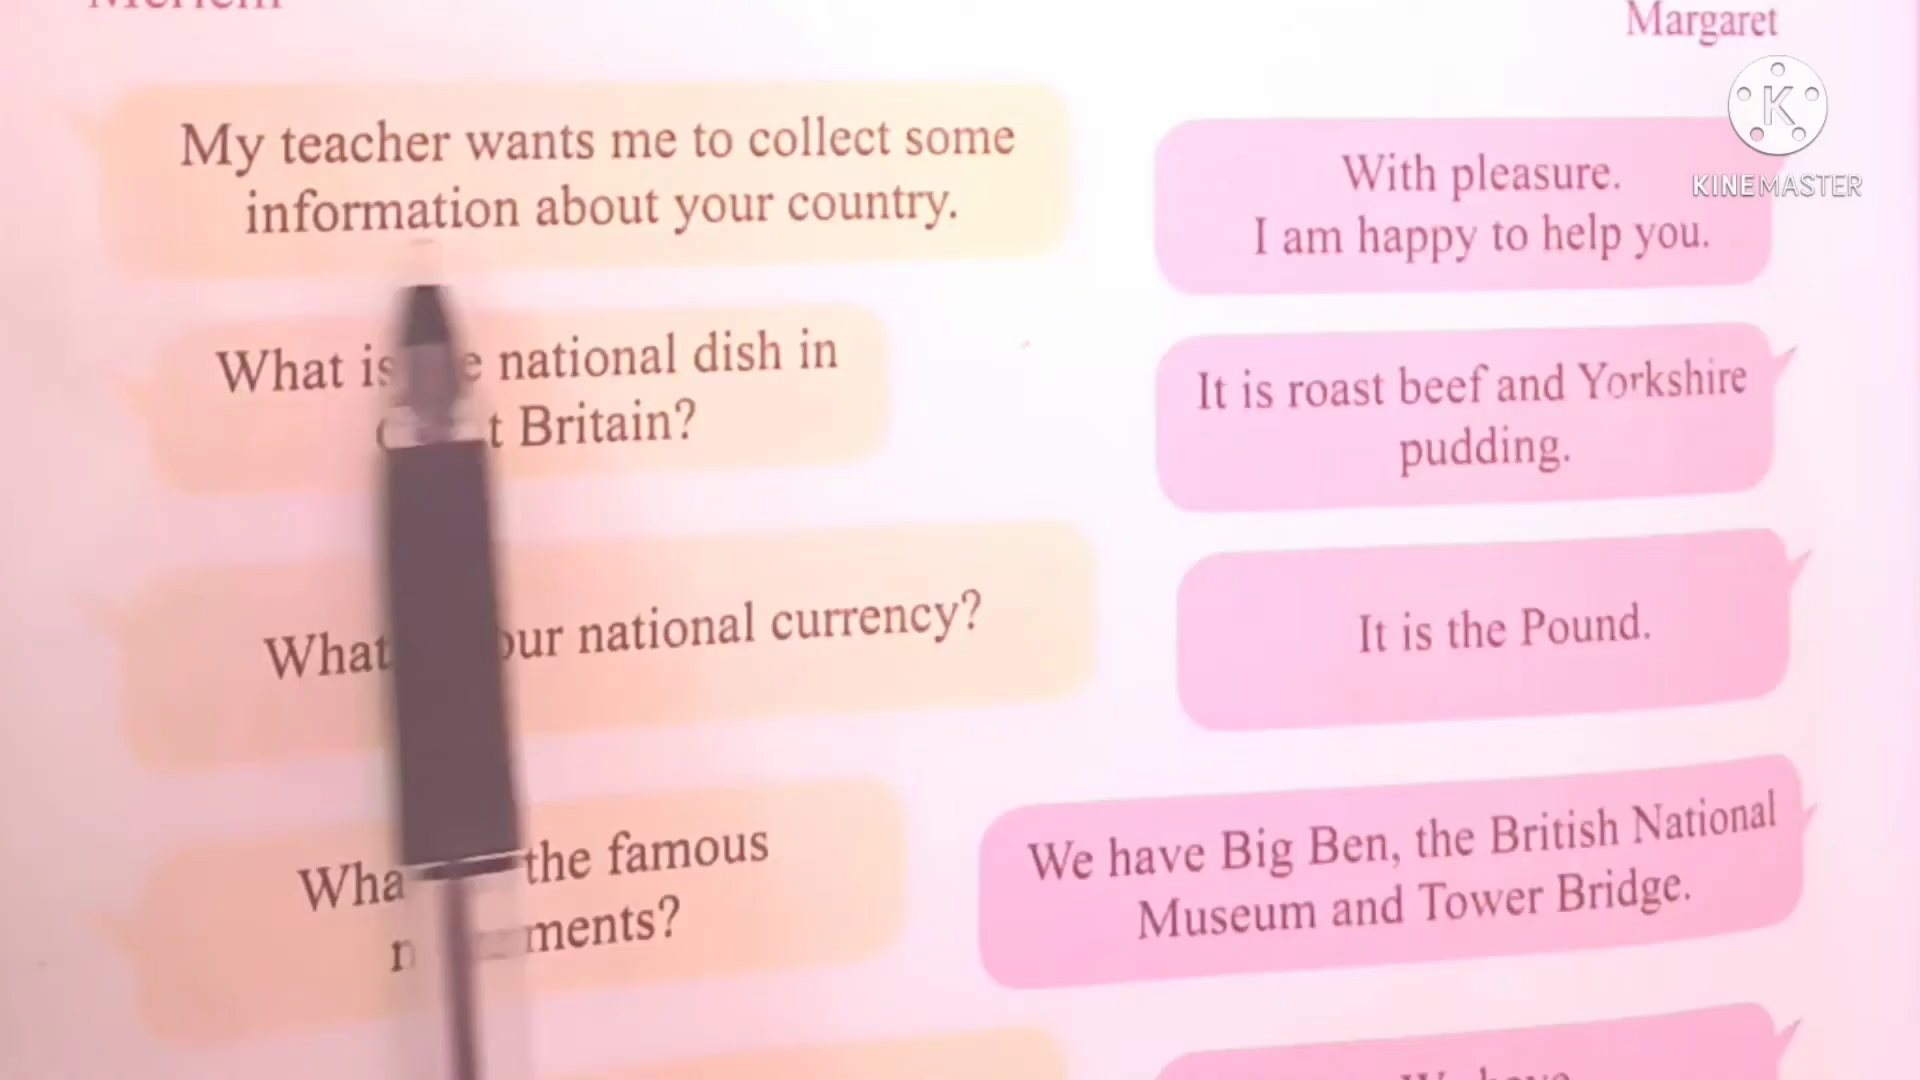 Margaret
My teacher wants me to collect some
information about your country.
With pleasure.
I am happy to help you.
KINEMASTER
What is national dish in
Britain?
It is roast beef and Yorkshire
pudding.
What national currency?
It is the Pound.
the famous
We have Big Ben, the British National
Museum and Tower Bridge.